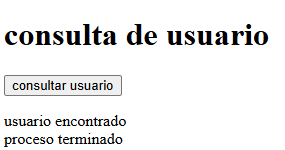 consulta de usuario
consultar usuario
usuario encontrado
proceso terminado